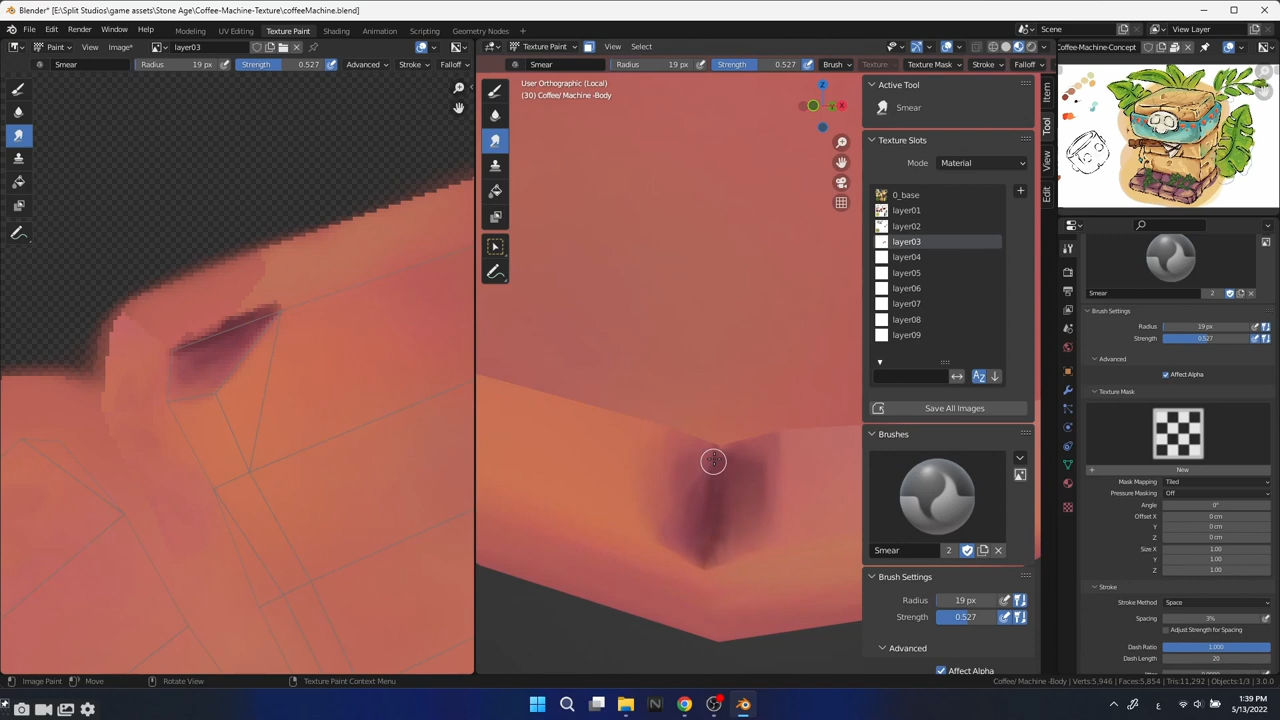 Blender* [E:\Split Studios\game assets\Stone Age\Coffee-Machine-Texture\coffeeMachine.blend]
File Edit Render Window Help Modeling UV Editing Texture Paint Shading Animation Rendering Scripting Geometry Nodes Scene View Layer
Paint View Image* layer03 Texture Paint View Select Coffee-Machine-Concept
Smear Radius 19 px Strength 0.527 Advanced Stroke Falloff Smear Radius 19 px Strength 0.527 Brush Texture Texture Mask Stroke Falloff
User Orthographic (Local)
(30) Coffee/ Machine -Body
Z
X
Item
Tool
View
Edit
Active Tool
Smear
Texture Slots
Mode Material
0_base
layer01
layer02
layer03
layer04
layer05
layer06
layer07
layer08
layer09
Save All Images
Brushes
Smear 2
Brush Settings
Radius 19 px
Strength 0.527
Advanced
Affect Alpha
Smear 2
Brush Settings
Radius 19 px
Strength 0.527
Advanced
Affect Alpha
Texture Mask
New
Mask Mapping Tiled
Pressure Masking Off
Angle 0°
Offset X 0 cm
Y 0 cm
Z 0 cm
Size X 1.00
Y 1.00
Z 1.00
Stroke
Stroke Method Space
Spacing 3%
Adjust Strength for Spacing
Dash Ratio 1.000
Dash Length 20
Image Paint Move Rotate View Texture Paint Context Menu Coffee/ Machine -Body | Verts:5,946 | Faces:5,854 | Tris:11,292 | Objects:1/3 | 3.0.0
1:39 PM
5/13/2022